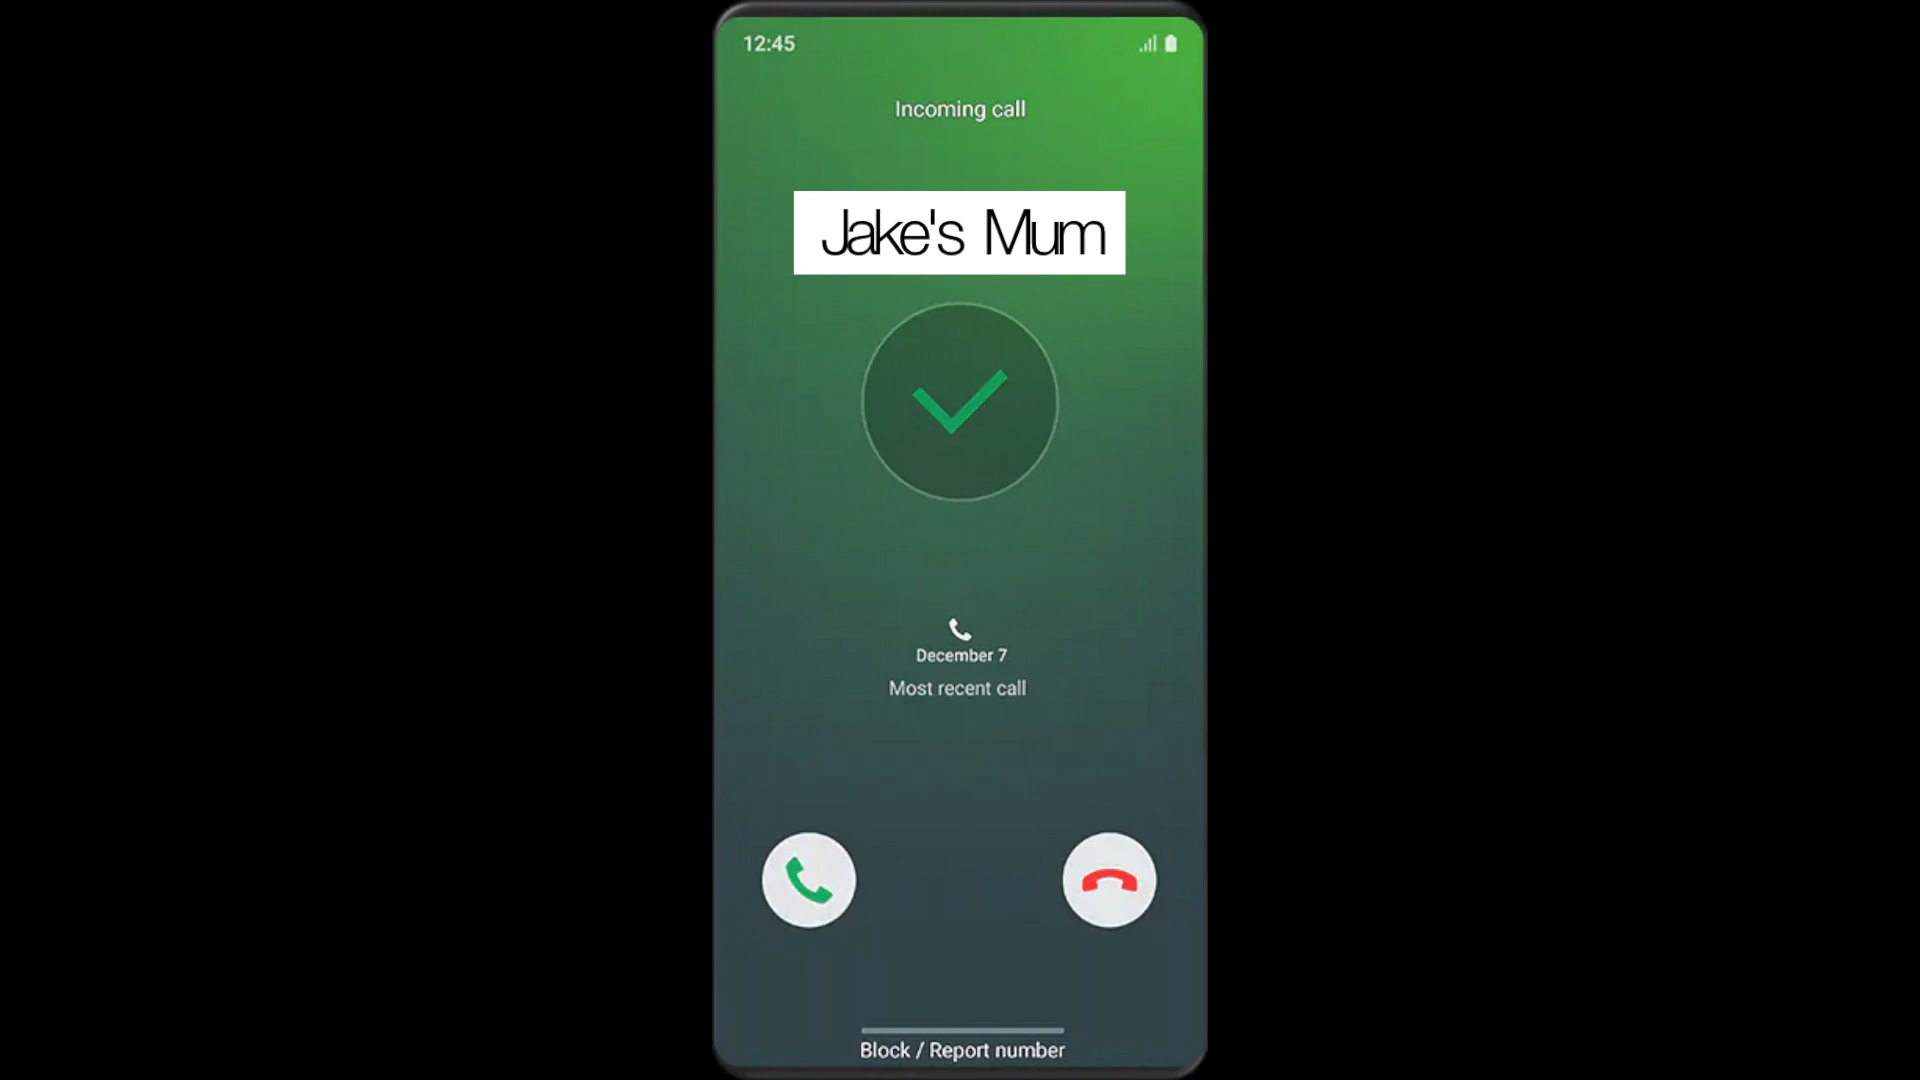 12:45
Incoming call
Jake's Mum
December 7
Most recent call
Block / Report number